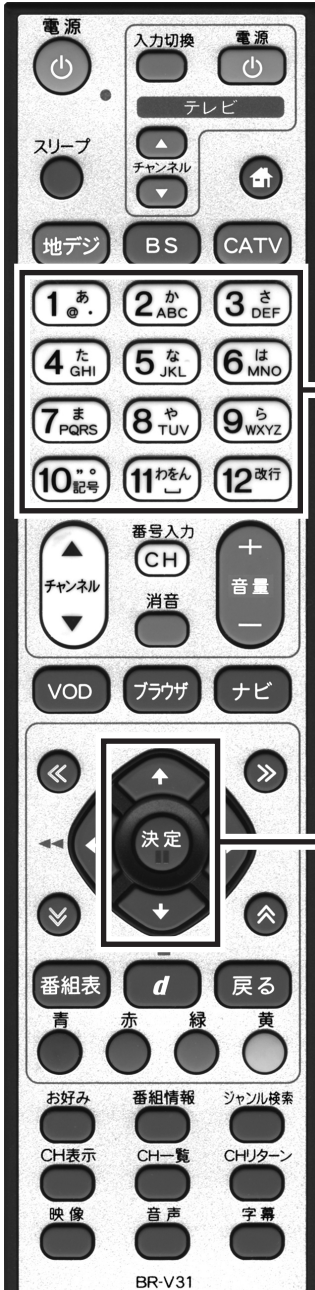 電源
入力切換 電源
テレビ
スリープ
チャンネル
地デジ BS CATV
1 あ @. 2 か ABC 3 さ DEF
4 た GHI 5 な JKL 6 は MNO
7 ま PQRS 8 や TUV 9 ら WXYZ
10 ゛゜ 記号 11 わをん 12 改行
番号入力
CH
チャンネル
消音
+
音量
-
VOD ブラウザ ナビ
決定
番組表 d 戻る
青 赤 緑 黄
お好み 番組情報 ジャンル検索
CH表示 CH一覧 CHリターン
映像 音声 字幕
BR-V31